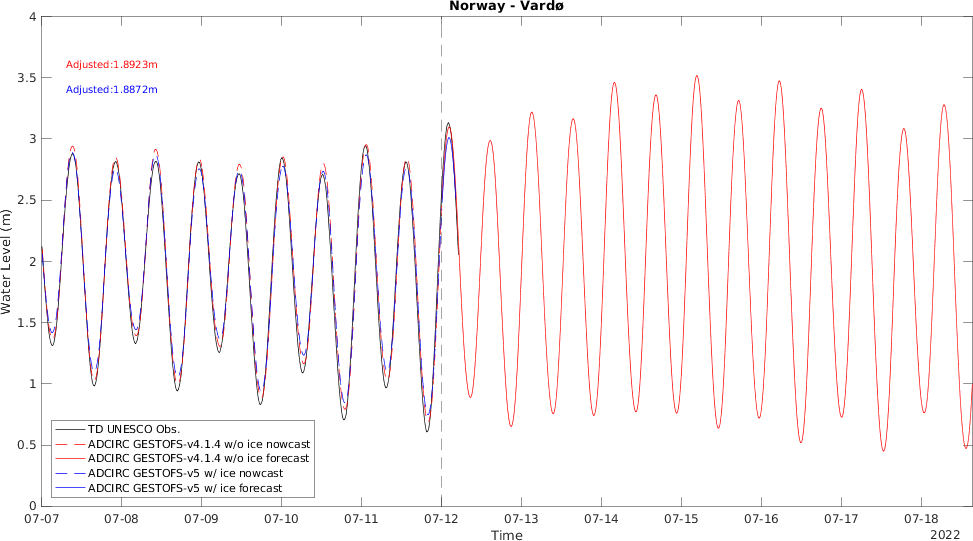 Norway - Vardø
4
3.5
3
2.5
2
1.5
1
0.5
0
Water Level (m)
Adjusted:1.8923m
Adjusted:1.8872m
TD UNESCO Obs.
ADCIRC GESTOFS-v4.1.4 w/o ice nowcast
ADCIRC GESTOFS-v4.1.4 w/o ice forecast
ADCIRC GESTOFS-v5 w/ ice nowcast
ADCIRC GESTOFS-v5 w/ ice forecast
07-07 07-08 07-09 07-10 07-11 07-12 07-13 07-14 07-15 07-16 07-17 07-18
Time
2022